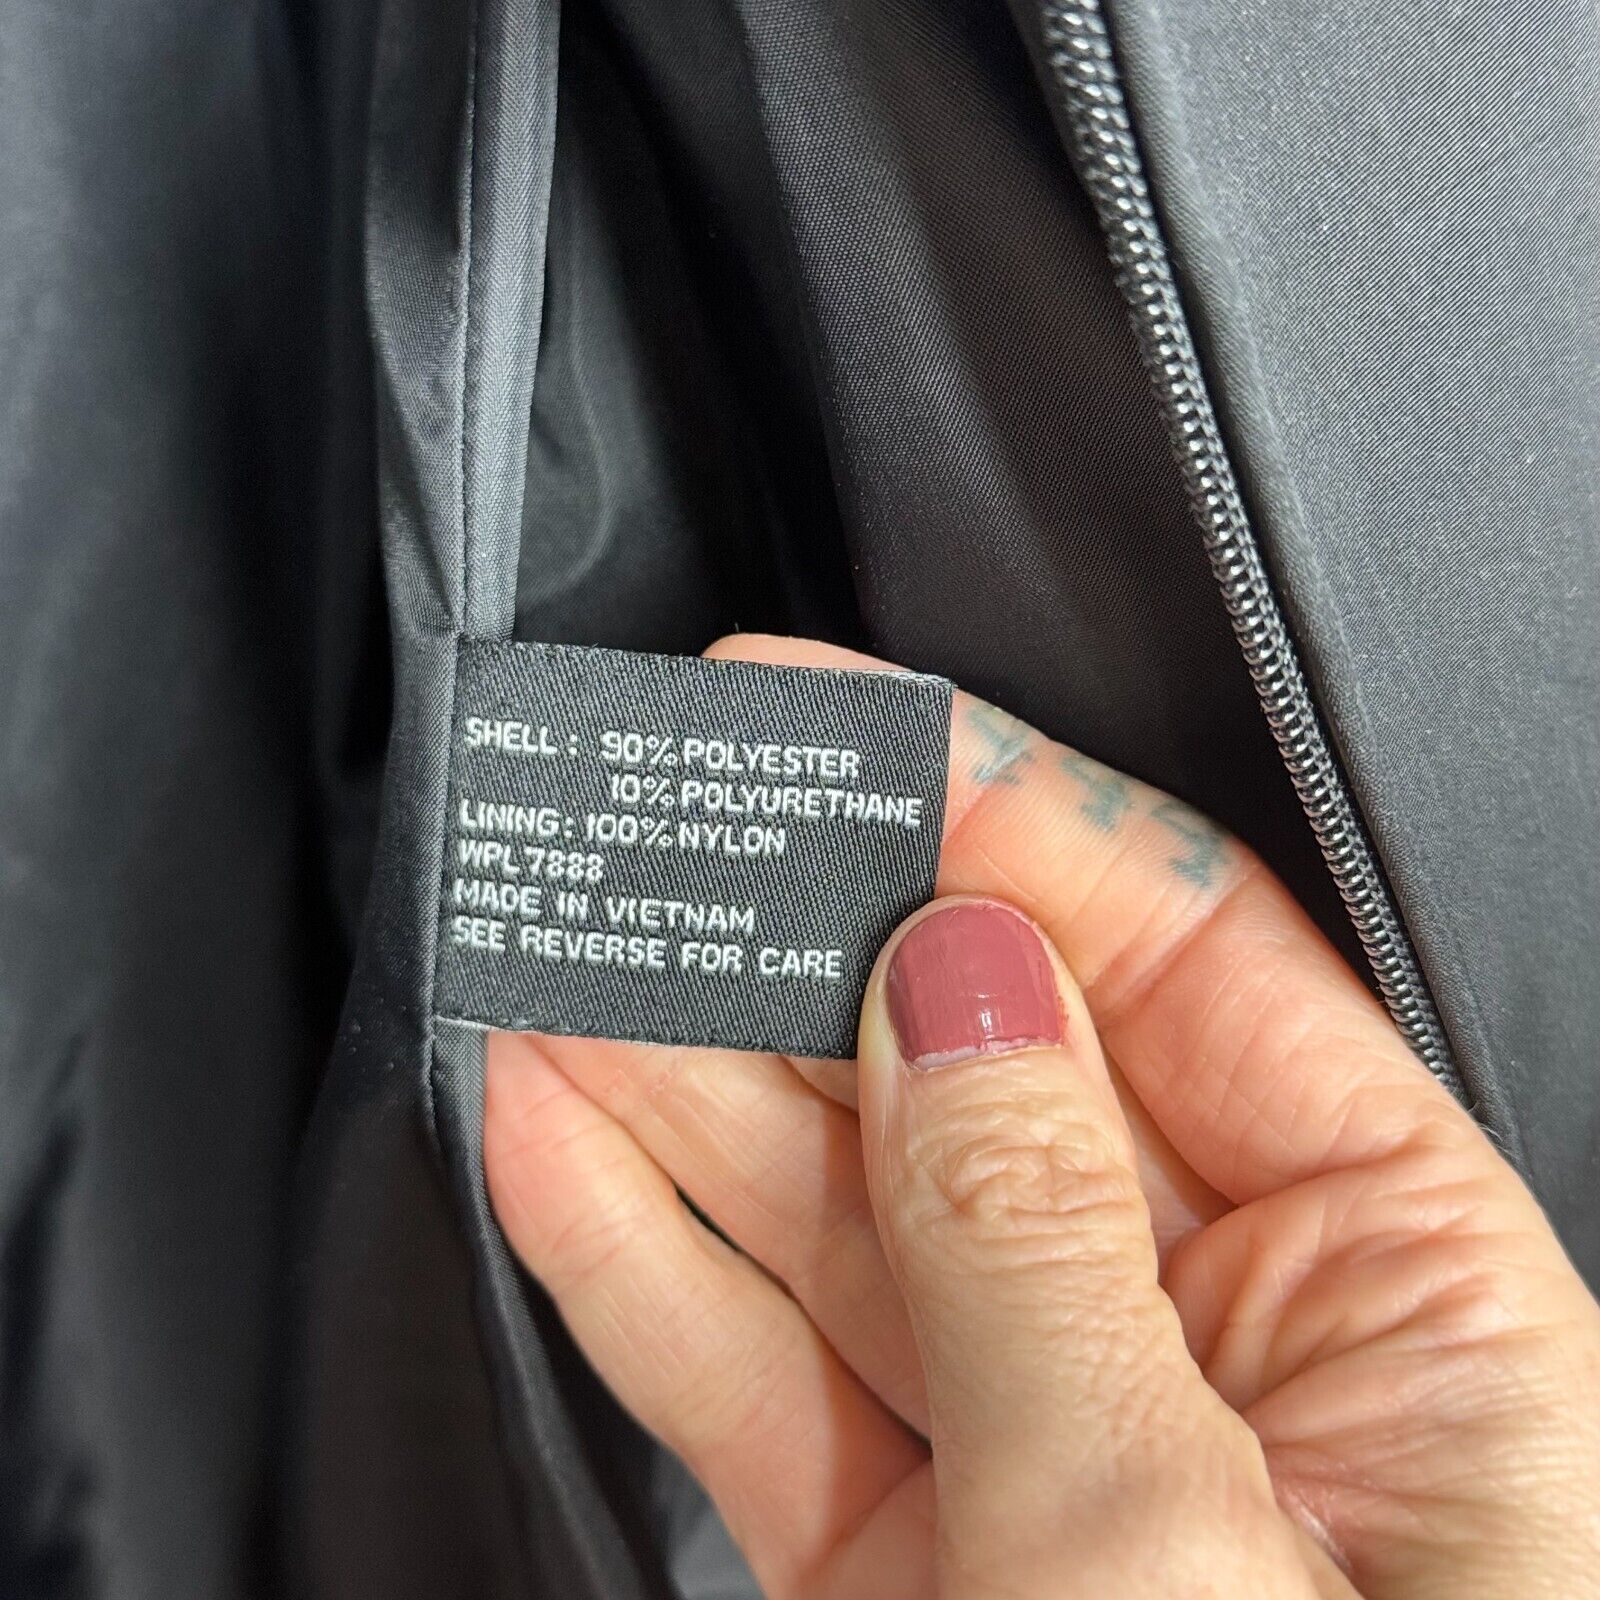 SHELL: 90% POLYESTER
10% POLYURETHANE
LINING: 100% NYLON
WPL7888
MADE IN VIETNAM
SEE REVERSE FOR CARE